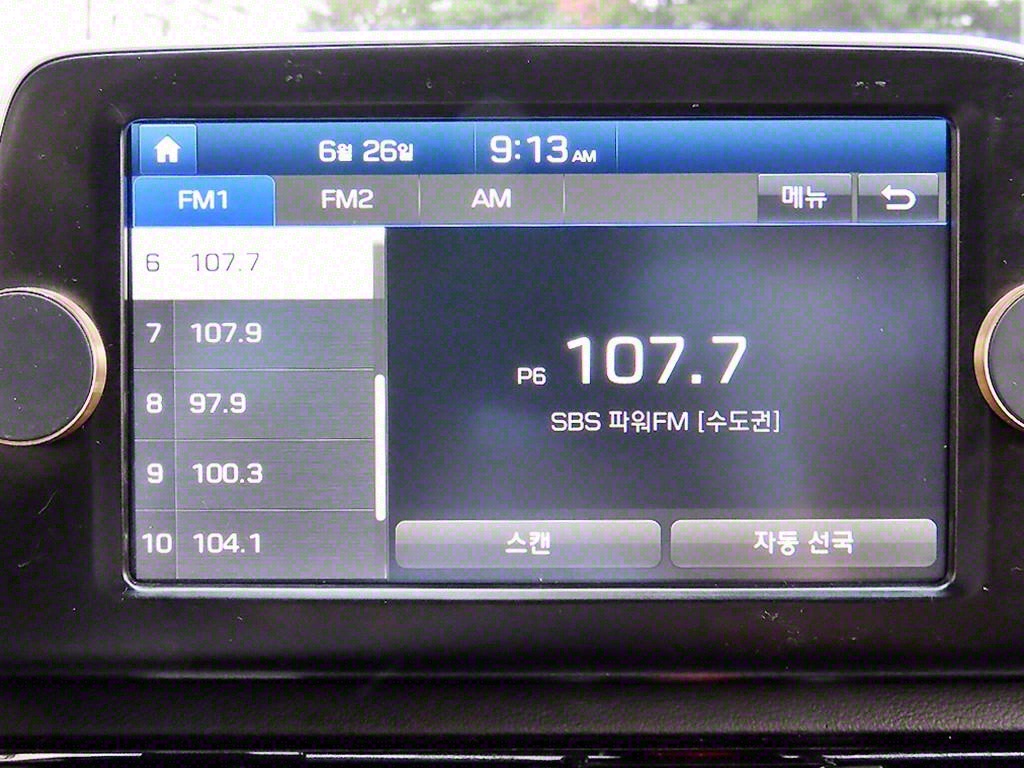 6월 26일 9:13 AM
FM1 FM2 AM 메뉴
6 107.7
7 107.9
8 97.9
9 100.3
10 104.1
P6 107.7
SBS 파워FM [수도권]
스캔 자동 선국